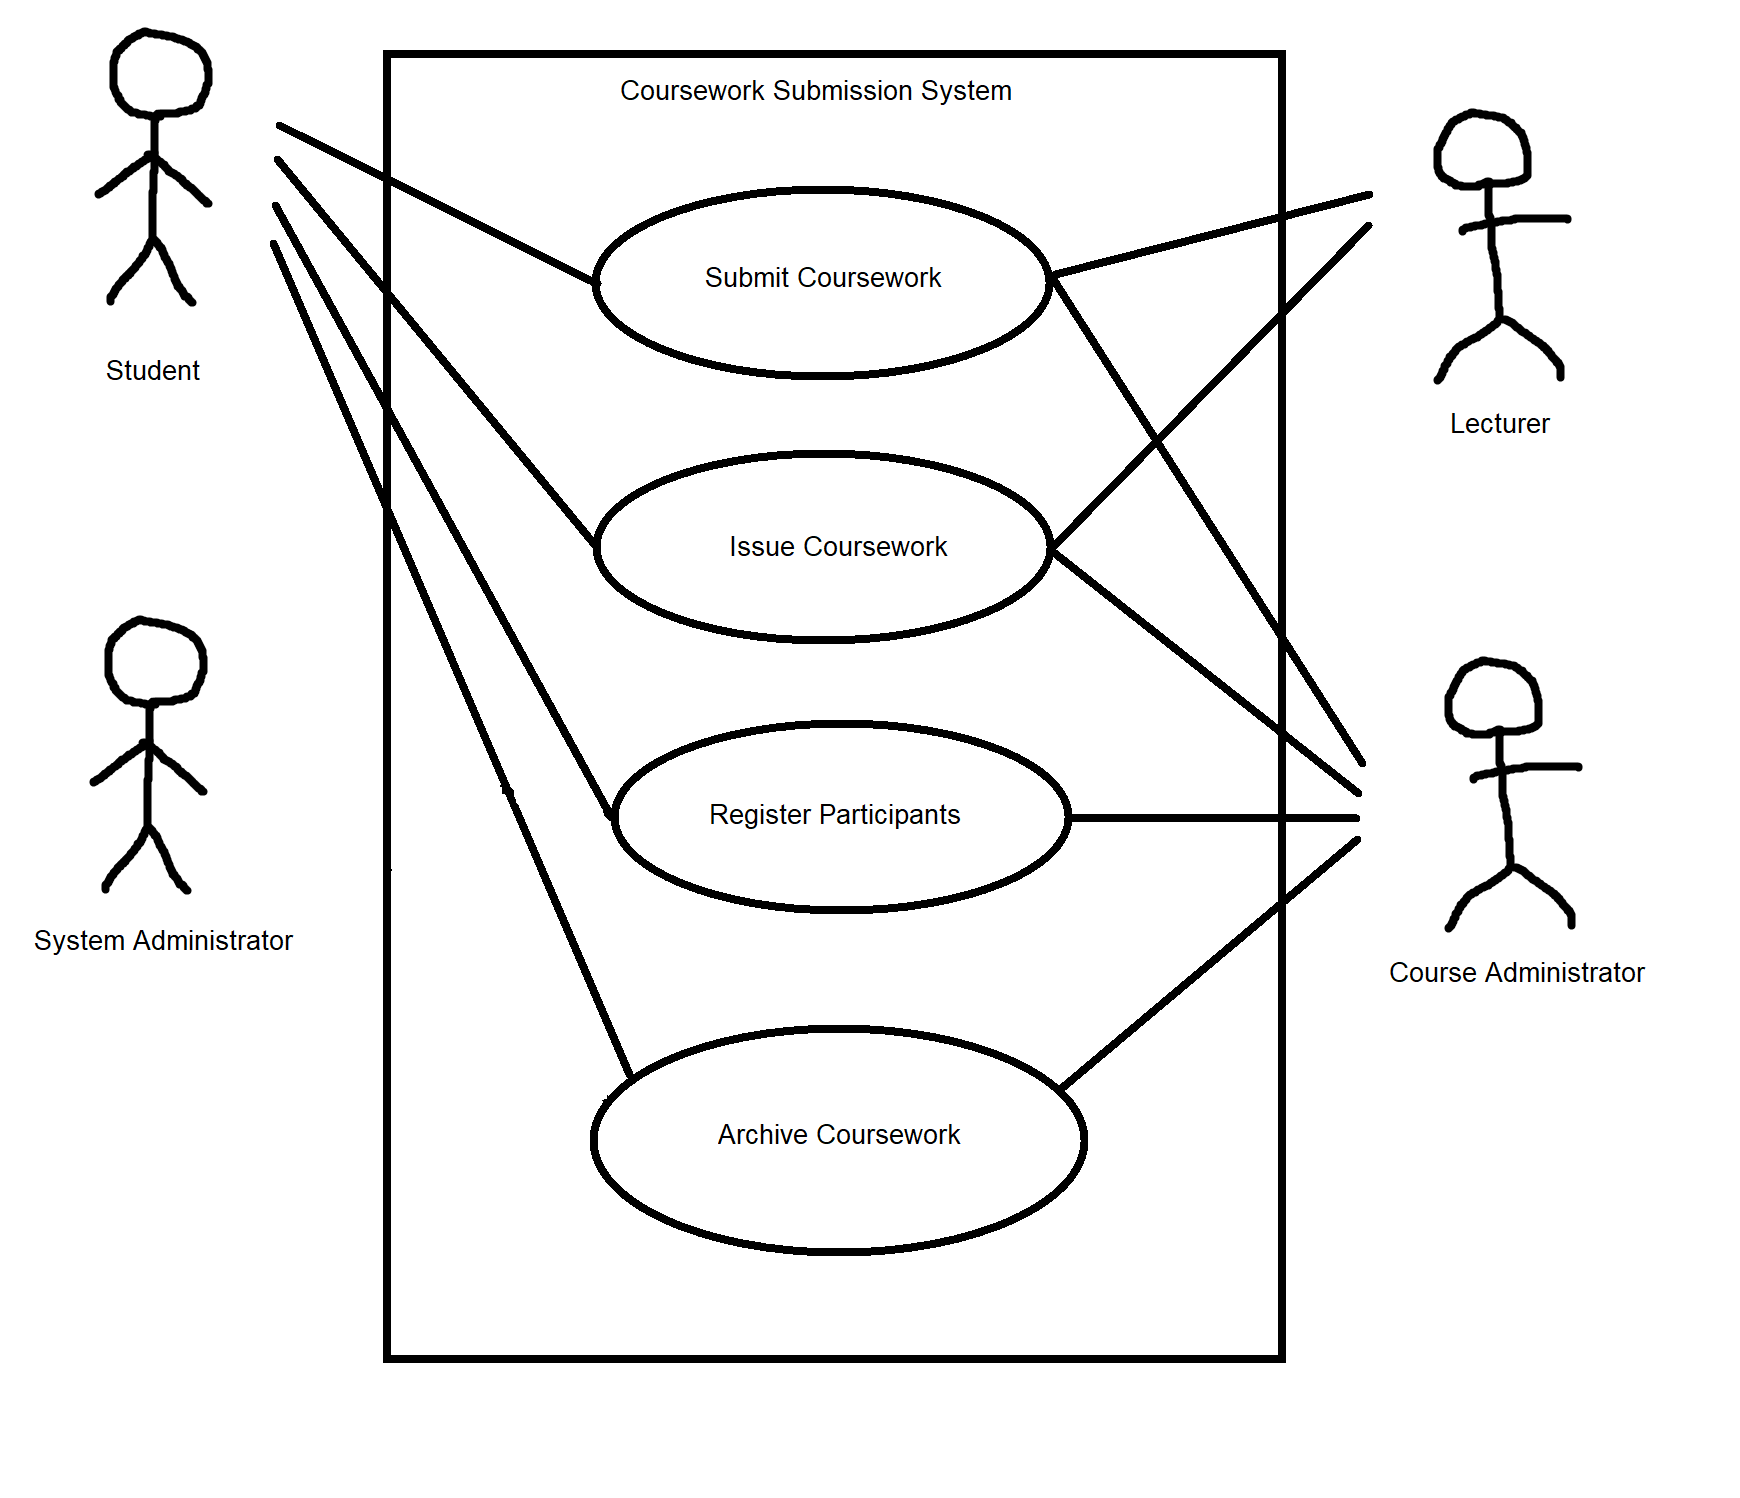 Coursework Submission System
Submit Coursework
Student
Lecturer
Issue Coursework
Register Participants
System Administrator
Course Administrator
Archive Coursework